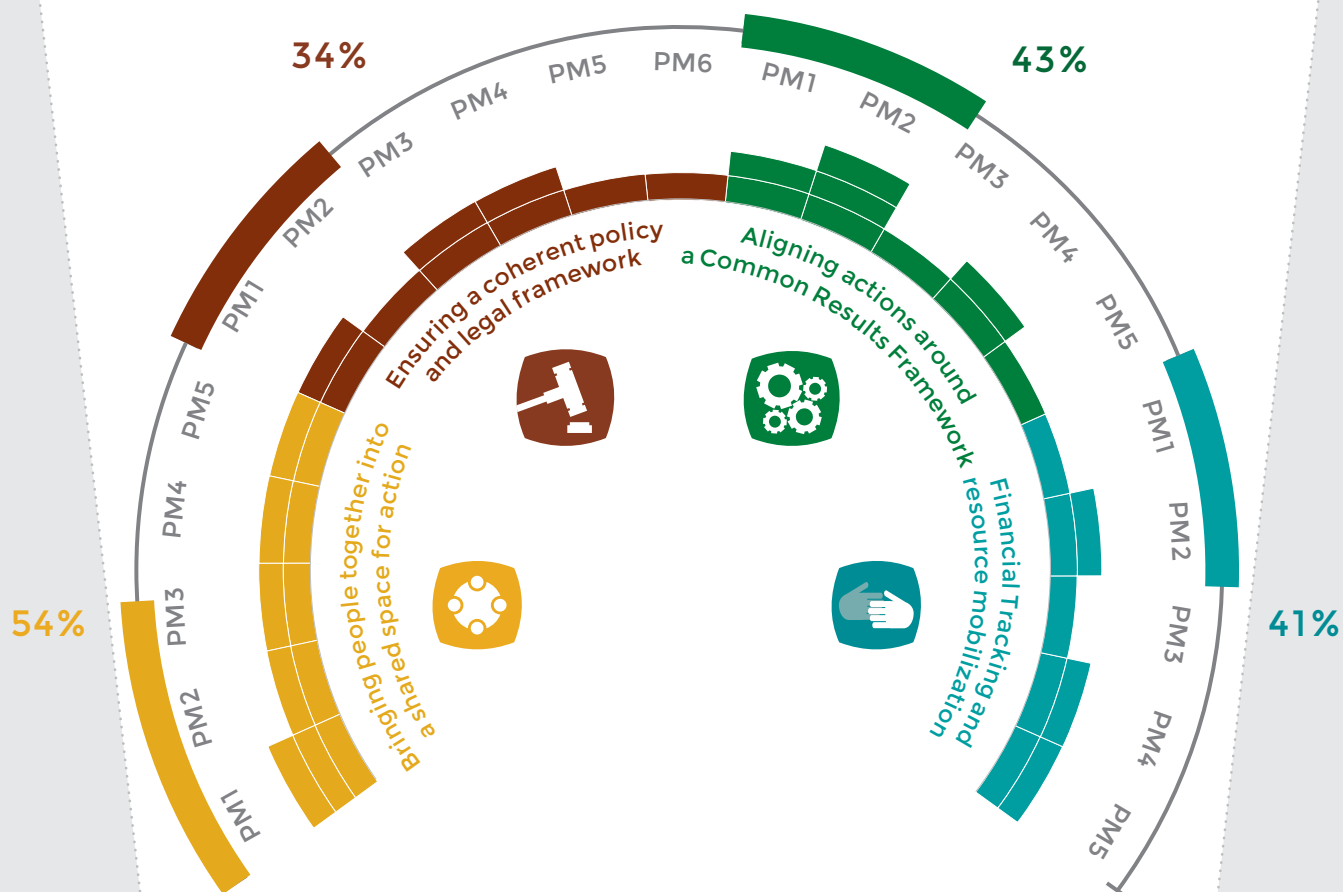 34%
43%
54%
41%
PM1
PM2
PM3
PM4
PM5
PM1
PM2
PM3
PM4
PM5
PM6
PM1
PM2
PM3
PM4
PM5
PM1
PM2
PM3
PM4
PM5
Bringing people together into
a shared space for action
Ensuring a coherent policy
and legal framework
Aligning actions around
a Common Results Framework
Financial Tracking and
resource mobilization